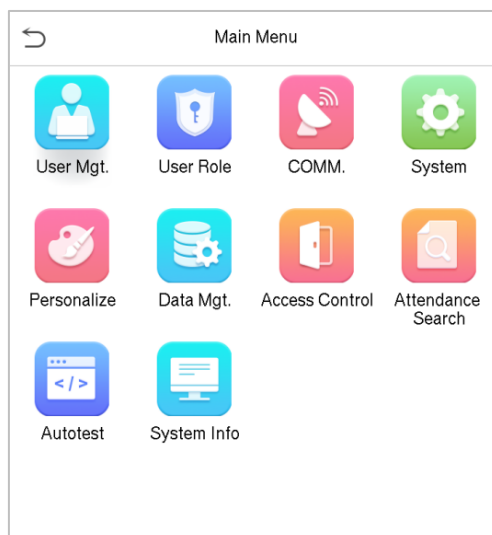 Main Menu
User Mgt.
User Role
COMM.
System
Personalize
Data Mgt.
Access Control
Attendance
Search
</>
Autotest
System Info